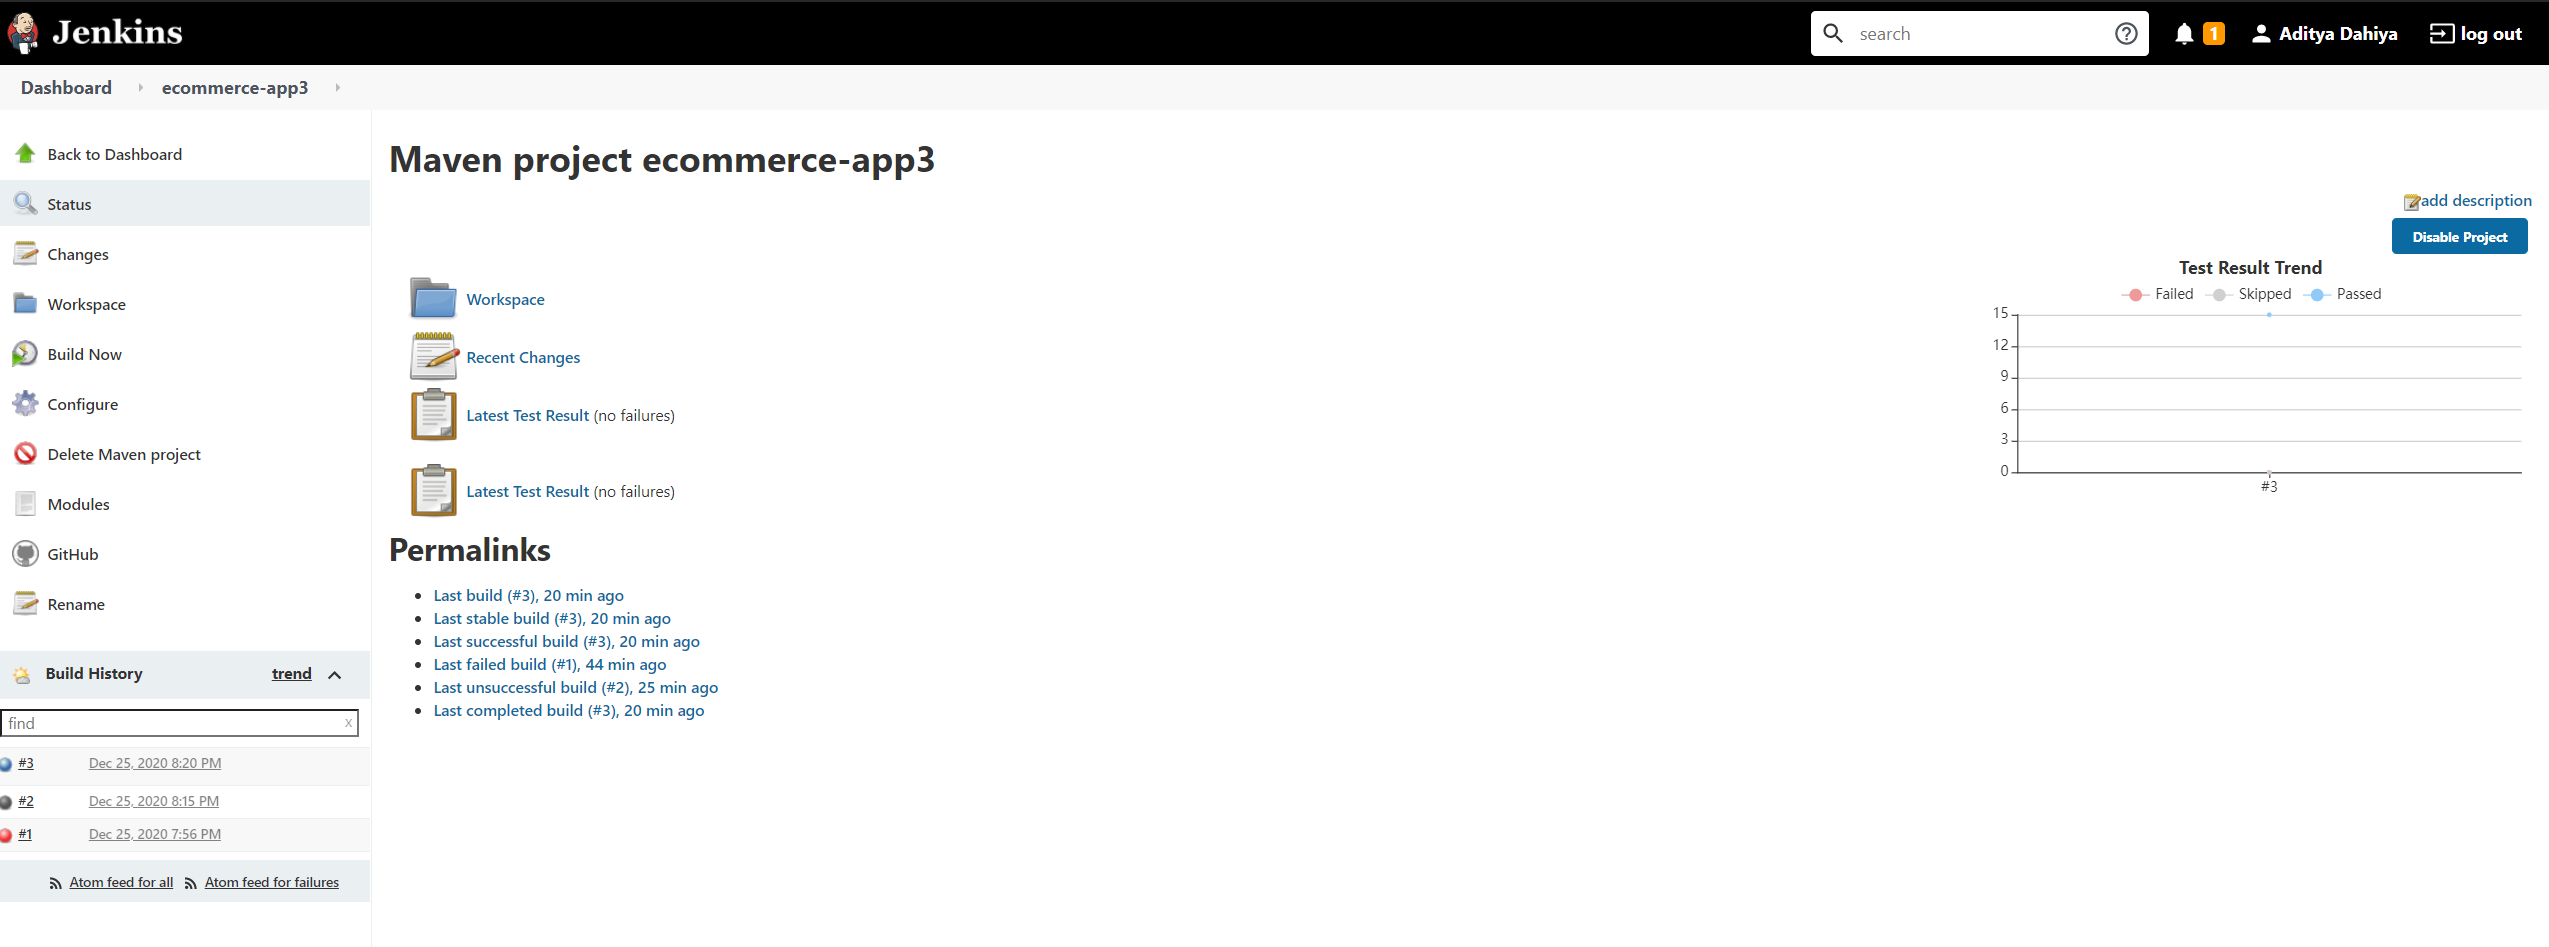 Jenkins
search
1
Aditya Dahiya
log out
Dashboard
ecommerce-app3
Back to Dashboard
Status
Changes
Workspace
Build Now
Configure
Delete Maven project
Modules
GitHub
Rename
Build History trend
find x
#3 Dec 25, 2020 8:20 PM
#2 Dec 25, 2020 8:15 PM
#1 Dec 25, 2020 7:56 PM
Atom feed for all Atom feed for failures
Maven project ecommerce-app3
add description
Disable Project
Workspace
Recent Changes
Latest Test Result (no failures)
Latest Test Result (no failures)
Test Result Trend
Failed Skipped Passed
15
12
9
6
3
0
#3
Permalinks
Last build (#3), 20 min ago
Last stable build (#3), 20 min ago
Last successful build (#3), 20 min ago
Last failed build (#1), 44 min ago
Last unsuccessful build (#2), 25 min ago
Last completed build (#3), 20 min ago